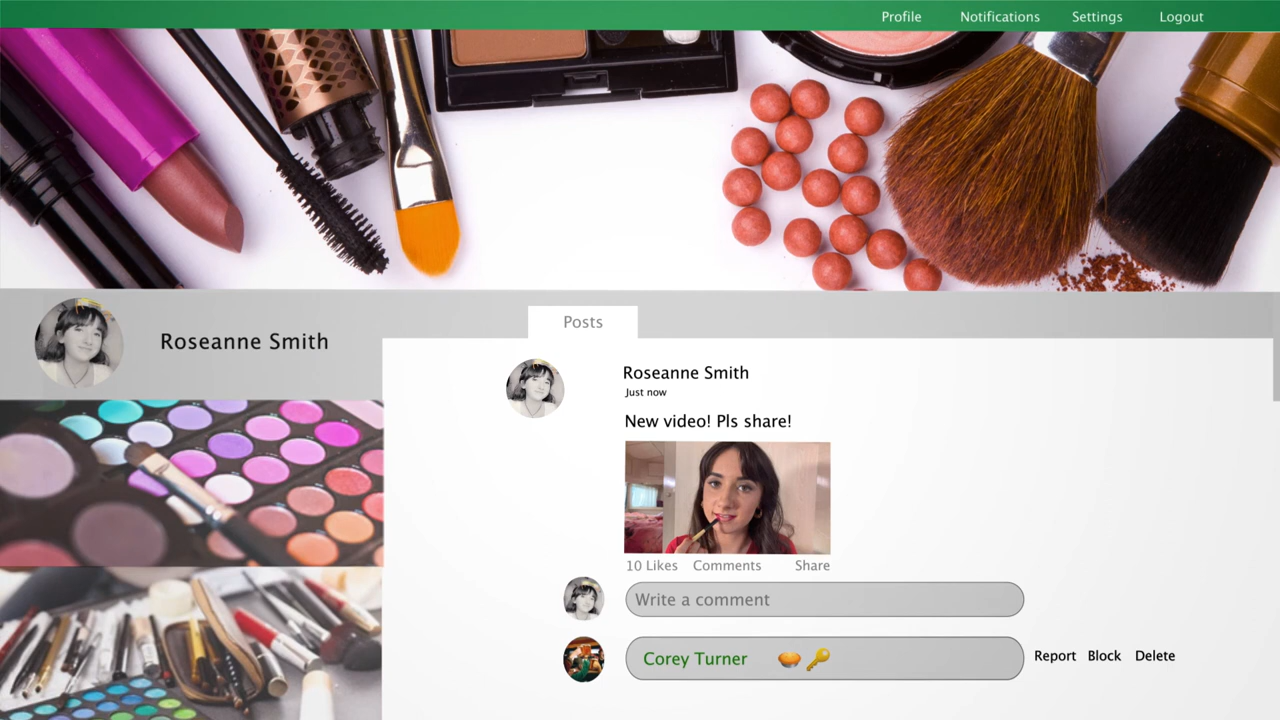 Profile Notifications Settings Logout
Roseanne Smith
Posts
Roseanne Smith
Just now
New video! Pls share!
10 Likes Comments Share
Write a comment
Corey Turner 🥧🔑 Report Block Delete